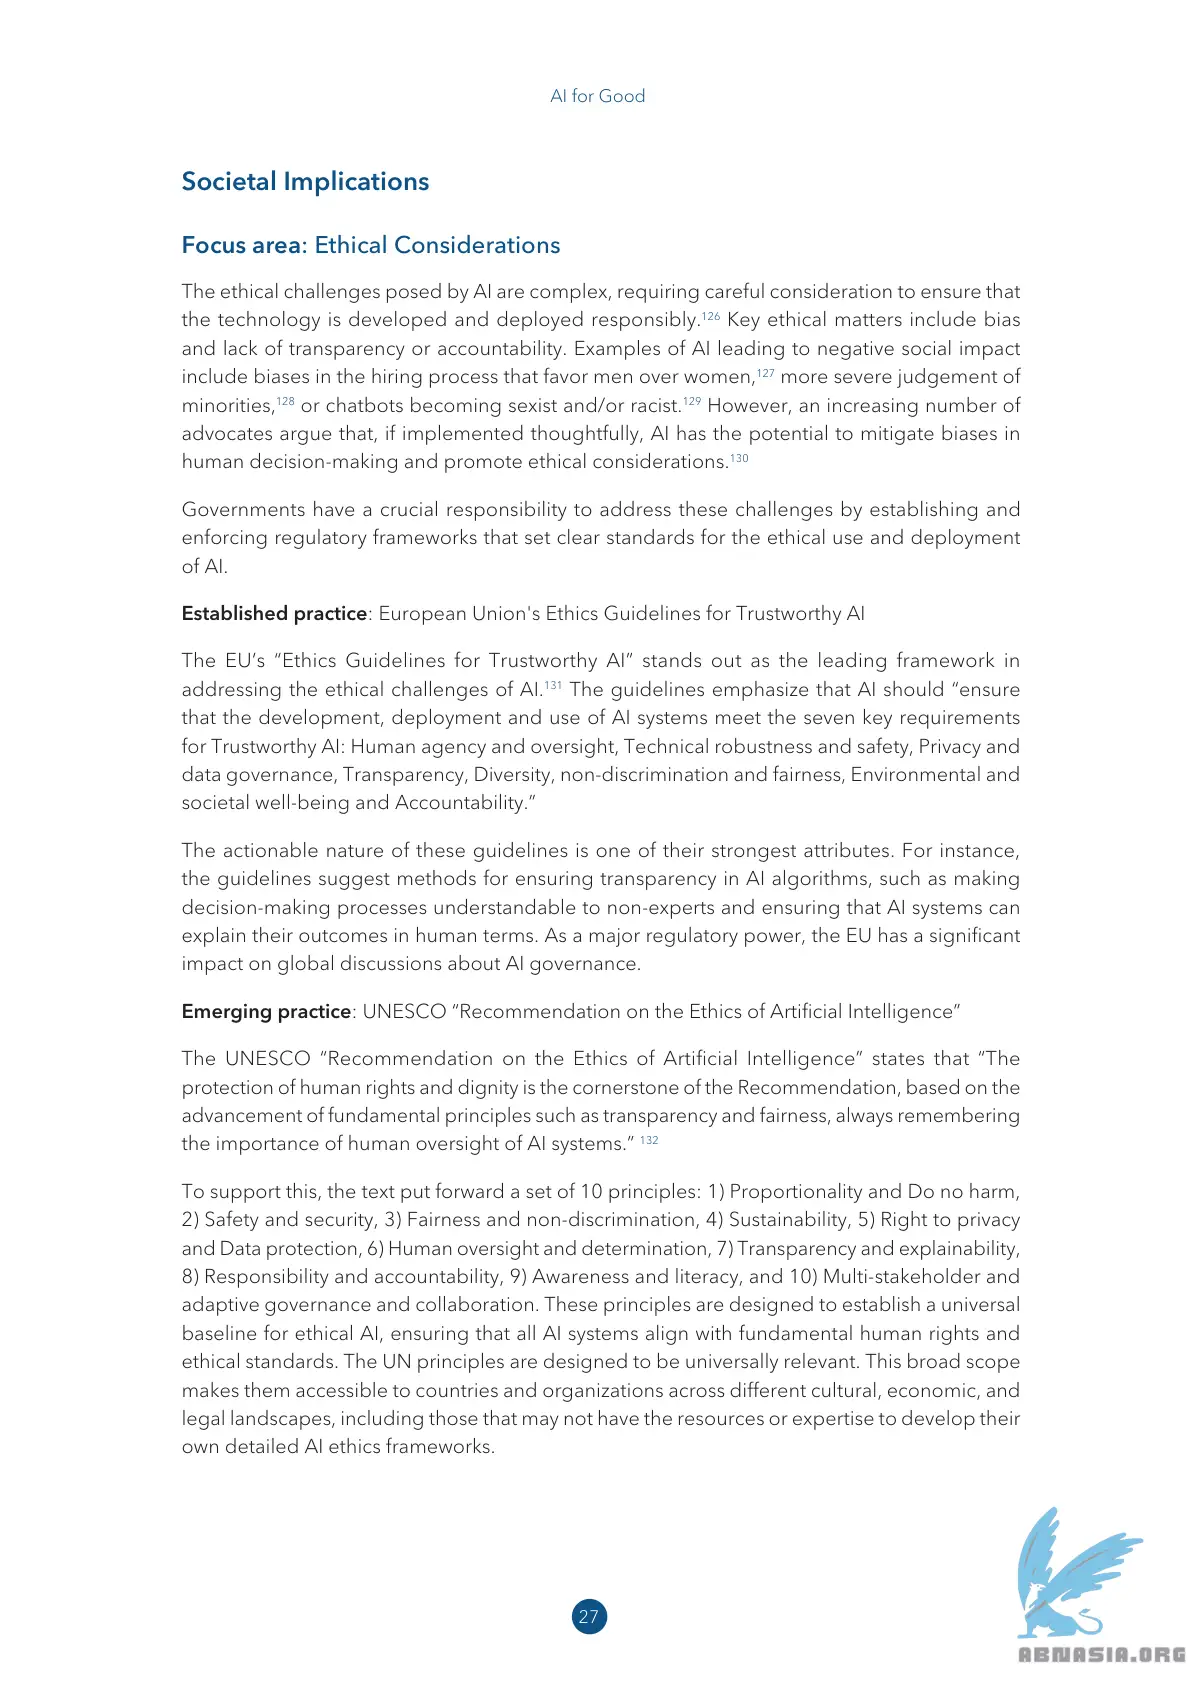 AI for Good
Societal Implications
Focus area: Ethical Considerations
The ethical challenges posed by AI are complex, requiring careful consideration to ensure that
the technology is developed and deployed responsibly.126 Key ethical matters include bias
and lack of transparency or accountability. Examples of AI leading to negative social impact
include biases in the hiring process that favor men over women,127 more severe judgement of
minorities,128 or chatbots becoming sexist and/or racist.129 However, an increasing number of
advocates argue that, if implemented thoughtfully, AI has the potential to mitigate biases in
human decision-making and promote ethical considerations.130
Governments have a crucial responsibility to address these challenges by establishing and
enforcing regulatory frameworks that set clear standards for the ethical use and deployment
of AI.
Established practice: European Union's Ethics Guidelines for Trustworthy AI
The EU’s “Ethics Guidelines for Trustworthy AI” stands out as the leading framework in
addressing the ethical challenges of AI.131 The guidelines emphasize that AI should “ensure
that the development, deployment and use of AI systems meet the seven key requirements
for Trustworthy AI: Human agency and oversight, Technical robustness and safety, Privacy and
data governance, Transparency, Diversity, non-discrimination and fairness, Environmental and
societal well-being and Accountability.”
The actionable nature of these guidelines is one of their strongest attributes. For instance,
the guidelines suggest methods for ensuring transparency in AI algorithms, such as making
decision-making processes understandable to non-experts and ensuring that AI systems can
explain their outcomes in human terms. As a major regulatory power, the EU has a significant
impact on global discussions about AI governance.
Emerging practice: UNESCO “Recommendation on the Ethics of Artificial Intelligence”
The UNESCO “Recommendation on the Ethics of Artificial Intelligence” states that “The
protection of human rights and dignity is the cornerstone of the Recommendation, based on the
advancement of fundamental principles such as transparency and fairness, always remembering
the importance of human oversight of AI systems.” 132
To support this, the text put forward a set of 10 principles: 1) Proportionality and Do no harm,
2) Safety and security, 3) Fairness and non-discrimination, 4) Sustainability, 5) Right to privacy
and Data protection, 6) Human oversight and determination, 7) Transparency and explainability,
8) Responsibility and accountability, 9) Awareness and literacy, and 10) Multi-stakeholder and
adaptive governance and collaboration. These principles are designed to establish a universal
baseline for ethical AI, ensuring that all AI systems align with fundamental human rights and
ethical standards. The UN principles are designed to be universally relevant. This broad scope
makes them accessible to countries and organizations across different cultural, economic, and
legal landscapes, including those that may not have the resources or expertise to develop their
own detailed AI ethics frameworks.
27
ABNASIA.ORG